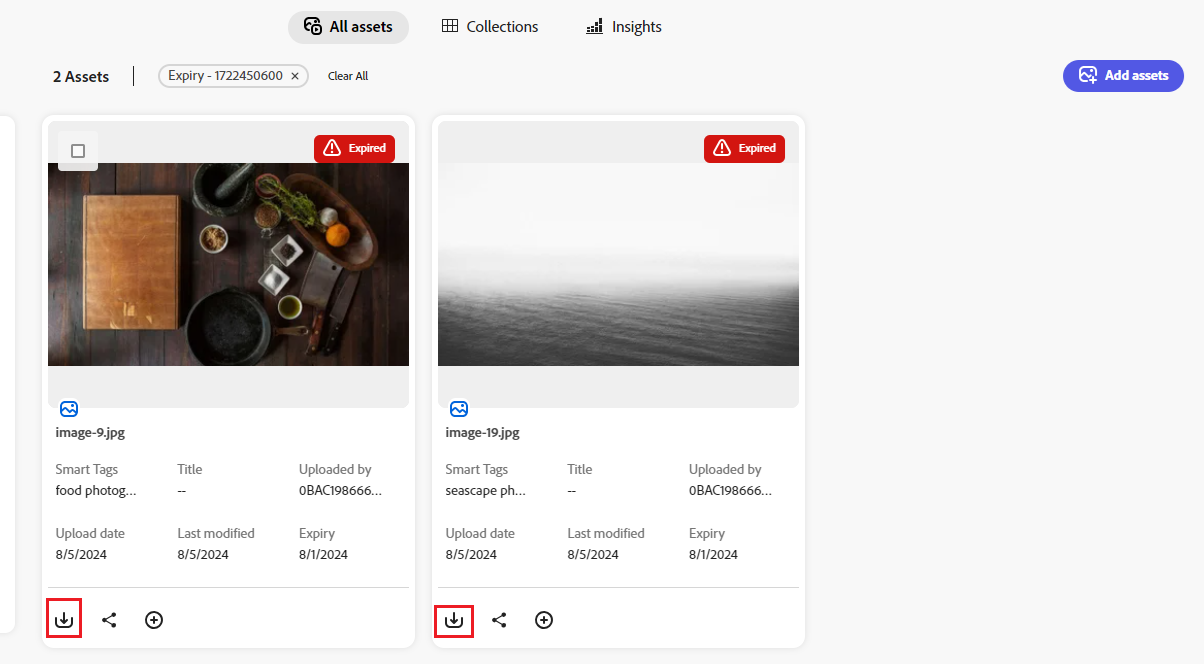 All assets
Collections
Insights
2 Assets
Expiry - 1722450600 ×
Clear All
Add assets
Expired
image-9.jpg
Smart Tags Title Uploaded by
food photog... -- 0BAC198666...
Upload date Last modified Expiry
8/5/2024 8/5/2024 8/1/2024
Expired
image-19.jpg
Smart Tags Title Uploaded by
seascape ph... -- 0BAC198666...
Upload date Last modified Expiry
8/5/2024 8/5/2024 8/1/2024